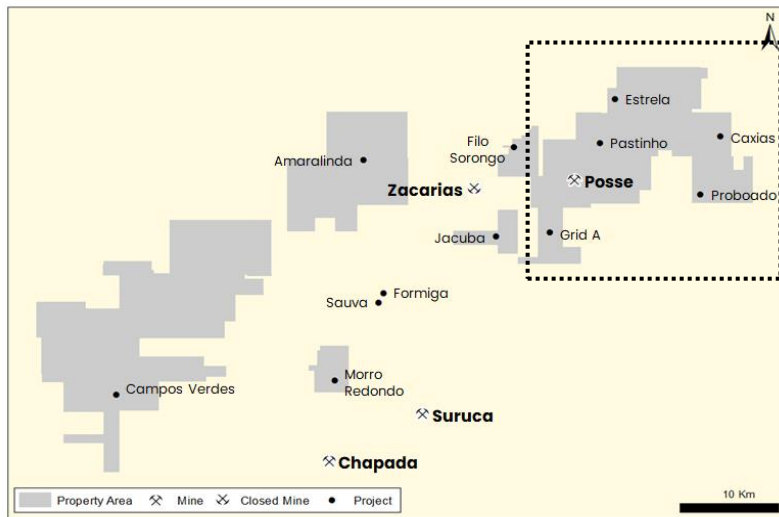 N
Estrela
Caxias
Filo
Sorongo
Pastinho
Amaralinda
Zacarias
Posse
Proboado
Jacuba
Grid A
Formiga
Sauva
Morro
Redondo
Campos Verdes
Suruca
Chapada
Property Area
Mine
Closed Mine
Project
10 Km